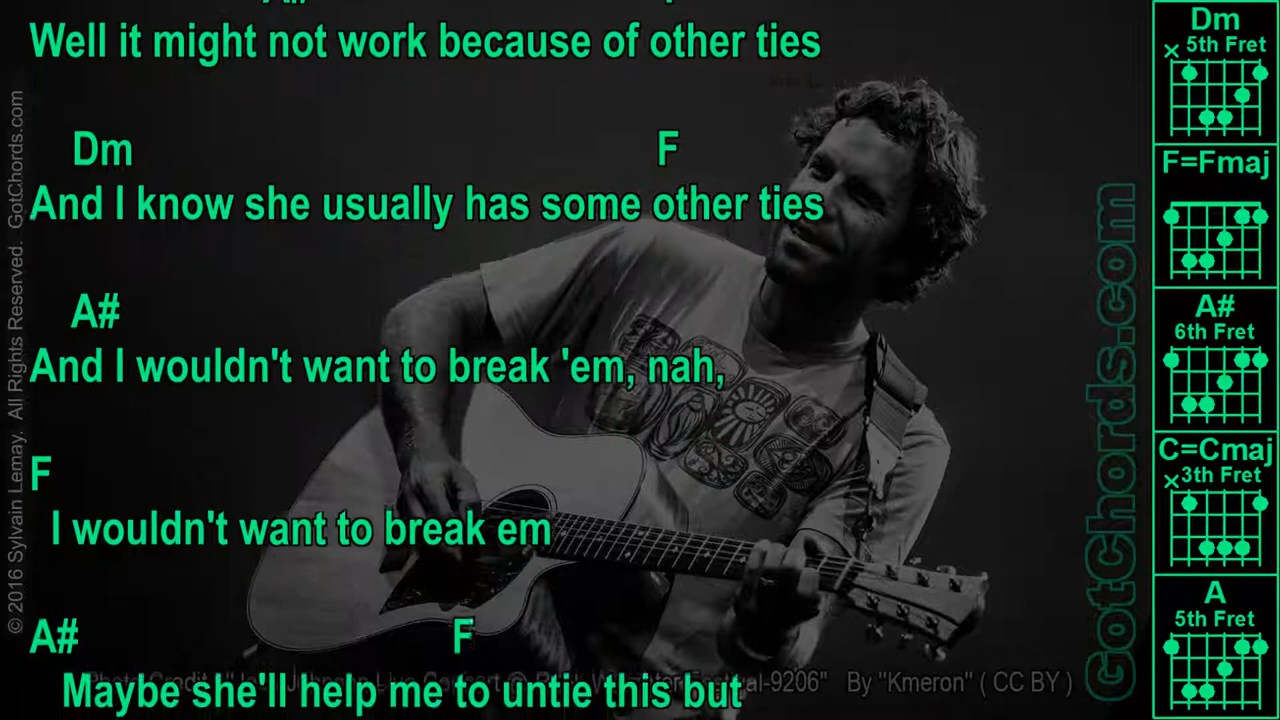 Well it might not work because of other ties
Dm F
And I know she usually has some other ties
A#
And I wouldn't want to break 'em, nah,
F
I wouldn't want to break em
A# F
Maybe she'll help me to untie this but
-9206" By "Kmeron" ( CC BY )
© 2016 Sylvain Lemay. All Rights Reserved. GotChords.com
GotChords.com
Dm
× 5th Fret
F=Fmaj
A#
6th Fret
C=Cmaj
×3th Fret
A
5th Fret